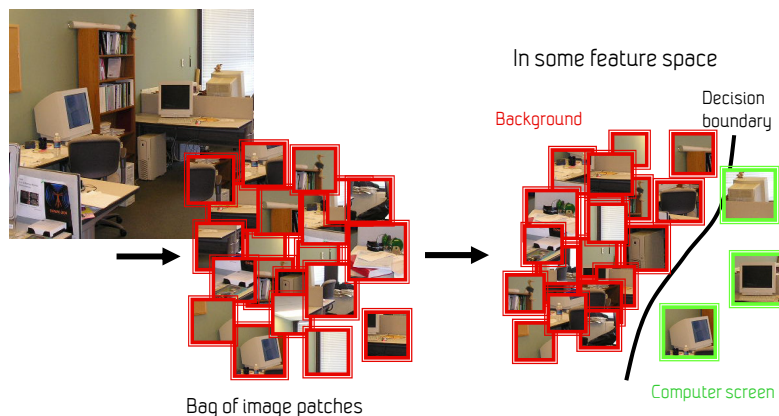 In some feature space
Background
Decision
boundary
Computer screen
Bag of image patches